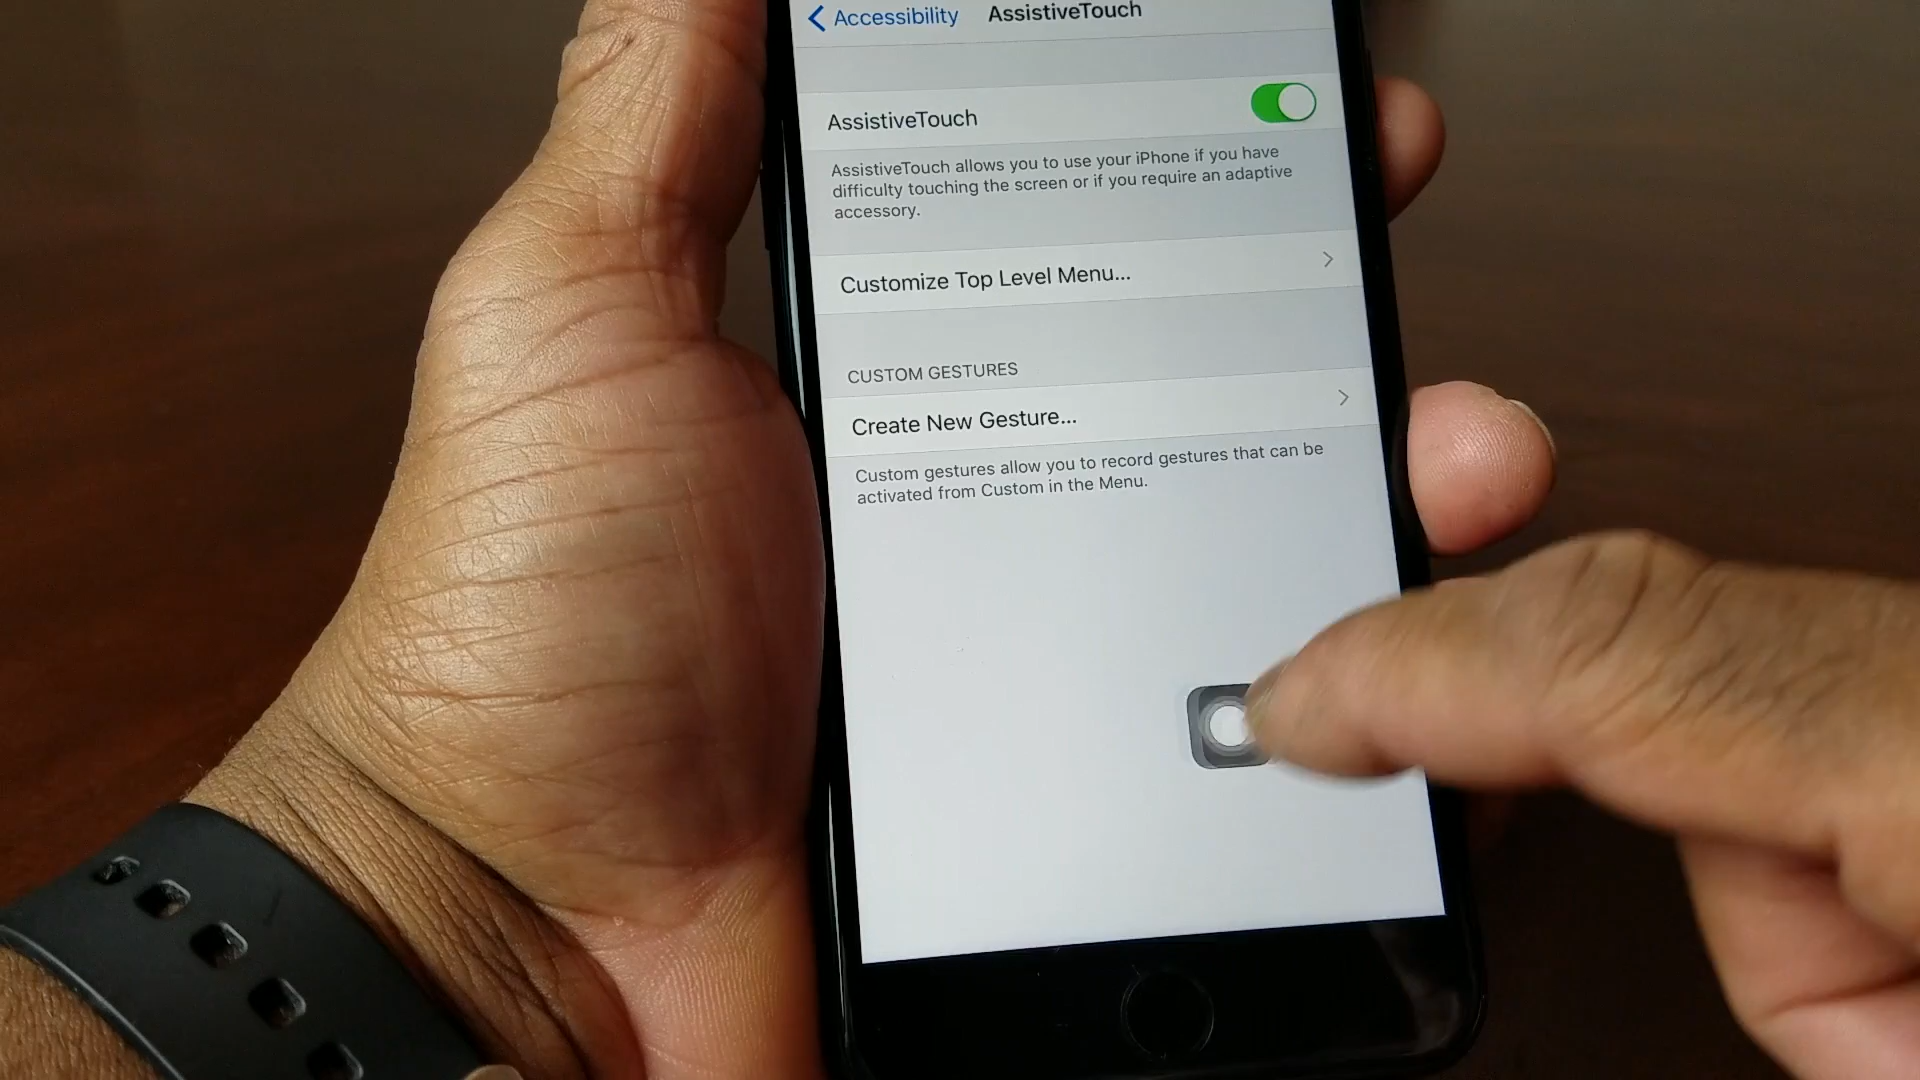 Accessibility AssistiveTouch
AssistiveTouch
AssistiveTouch allows you to use your iPhone if you have
difficulty touching the screen or if you require an adaptive
accessory.
Customize Top Level Menu...
CUSTOM GESTURES
Create New Gesture...
Custom gestures allow you to record gestures that can be
activated from Custom in the Menu.